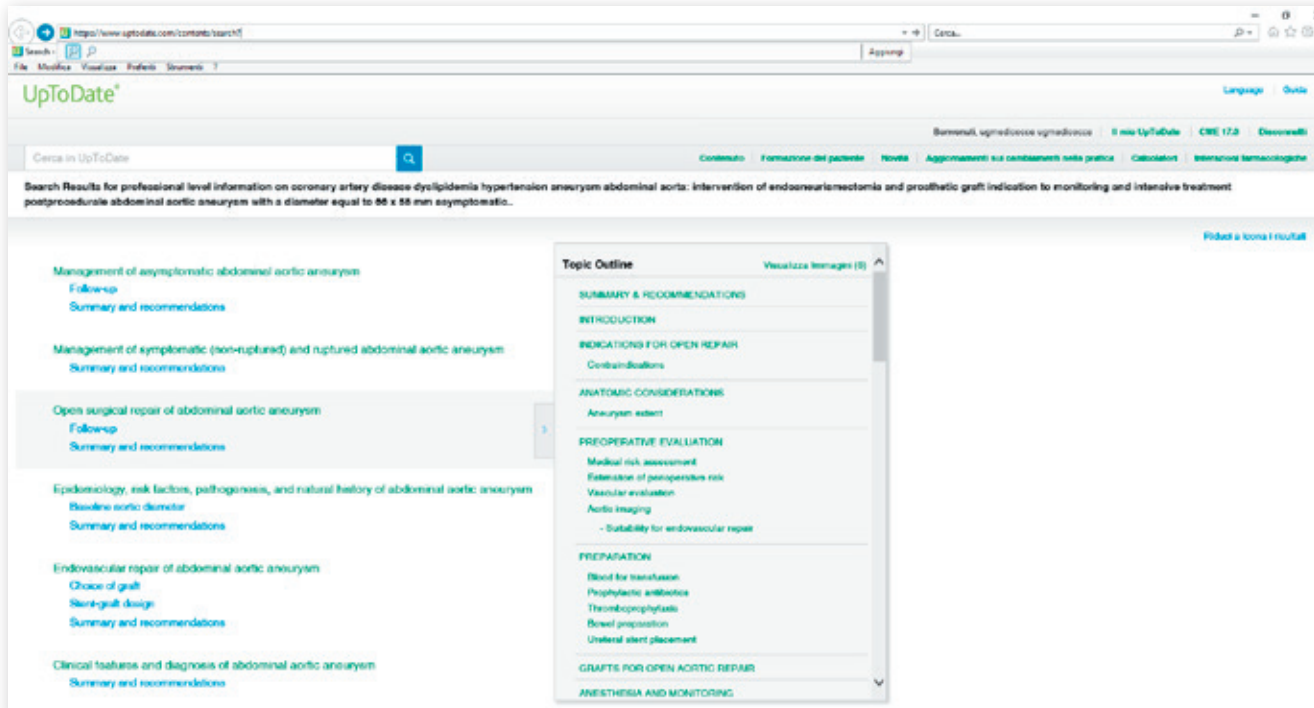 https://www.uptodate.com/contents/search?
Cerca...
Search
Aggiungi
File Modifica Visualizza Preferiti Strumenti ?
UpToDate®
Language Guida
Benvenuti, ugmedicocca ugmedicocca Il mio UpToDate CME 17.0 Disconnetti
Cerca in UpToDate
Contenuto Formazione del paziente Novità Aggiornamenti sui cambiamenti nella pratica Calcolatori Interazioni farmacologiche
Search Results for professional level information on coronary artery disease dyslipidemia hypertension aneurysm abdominal aorta: intervention of endoaneurismectomia and prosthetic graft indication to monitoring and intensive treatment
postprocedurale abdominal aortic aneurysm with a diameter equal to x mm asymptomatic..
Riduci a icona i risultati
Management of asymptomatic abdominal aortic aneurysm
Follow-up
Summary and recommendations
Management of symptomatic (non-ruptured) and ruptured abdominal aortic aneurysm
Summary and recommendations
Open surgical repair of abdominal aortic aneurysm
Follow-up
Summary and recommendations
Epidemiology, risk factors, pathogenesis, and natural history of abdominal aortic aneurysm
Baseline aortic diameter
Summary and recommendations
Endovascular repair of abdominal aortic aneurysm
Choice of graft
Stent-graft design
Summary and recommendations
Clinical features and diagnosis of abdominal aortic aneurysm
Summary and recommendations
Topic Outline Visualizza Immagini
SUMMARY & RECOMMENDATIONS
INTRODUCTION
INDICATIONS FOR OPEN REPAIR
Contraindications
ANATOMIC CONSIDERATIONS
Aneurysm extent
PREOPERATIVE EVALUATION
Medical risk assessment
Estimation of perioperative risk
Vascular evaluation
Aortic imaging
- Suitability for endovascular repair
PREPARATION
Blood for transfusion
Prophylactic antibiotics
Thromboprophylaxis
Bowel preparation
Ureteral stent placement
GRAFTS FOR OPEN AORTIC REPAIR
ANESTHESIA AND MONITORING